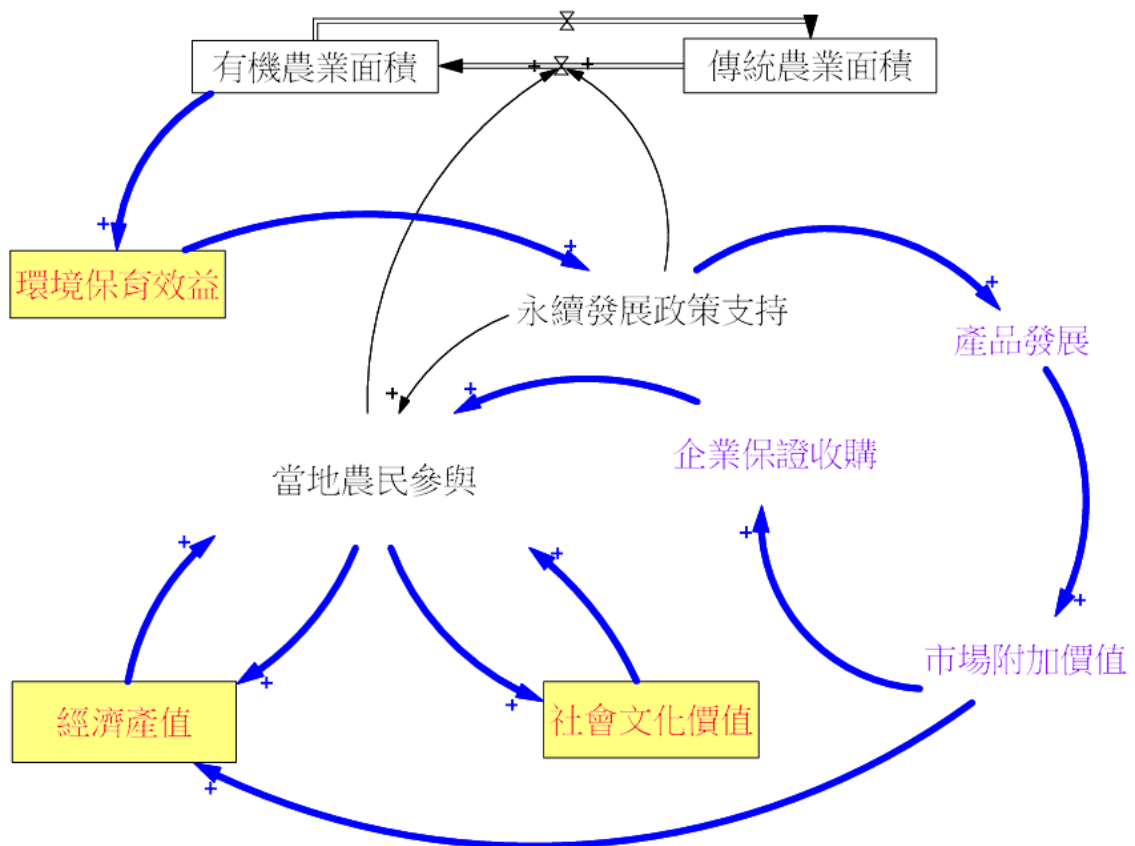 有機農業面積
傳統農業面積
+
+
+
+
環境保育效益
+
永續發展政策支持
產品發展
+
+
企業保證收購
當地農民參與
+
+
+
+
市場附加價值
+
+
經濟產值
社會文化價值
+